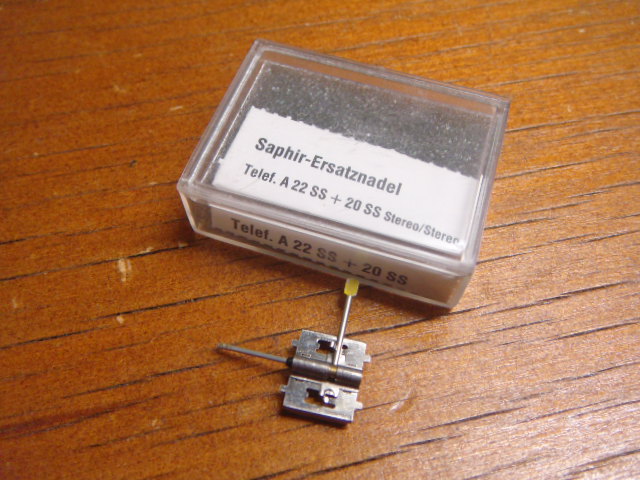 Saphir-Ersatznadel
Telef. A 22 SS + 20 SS Stereo/Stereo
Telef. A 22 SS + 20 SS